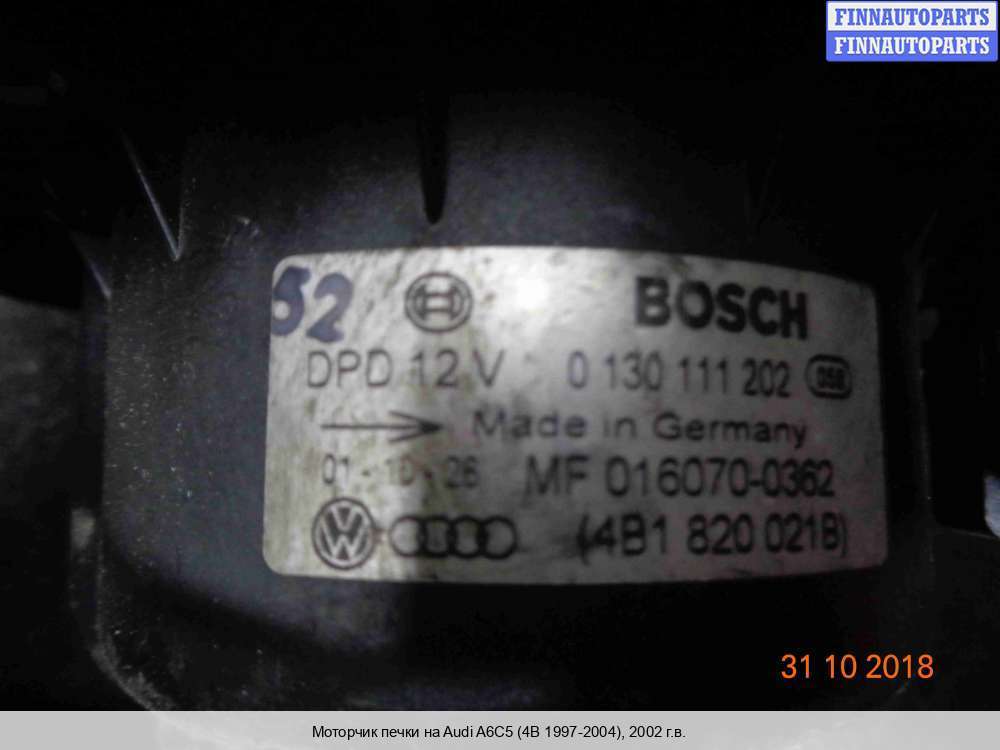 FINNAUTOPARTS
FINNAUTOPARTS
52
BOSCH
DPD 12 V 0 130 111 202 058
Made in Germany
01-10-26 MF 016070-0362
(4B1 820 021B)
31 10 2018
Моторчик печки на Audi A6C5 (4B 1997-2004), 2002 г.в.